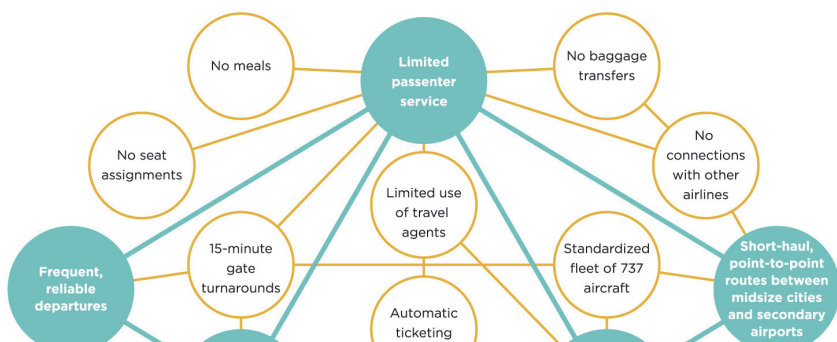 No meals
Limited
passenter
service
No baggage
transfers
No seat
assignments
No
connections
with other
airlines
Limited use
of travel
agents
Frequent,
reliable
departures
15-minute
gate
turnarounds
Standardized
fleet of 737
aircraft
Short-haul,
point-to-point
routes between
midsize cities
and secondary
airports
Automatic
ticketing